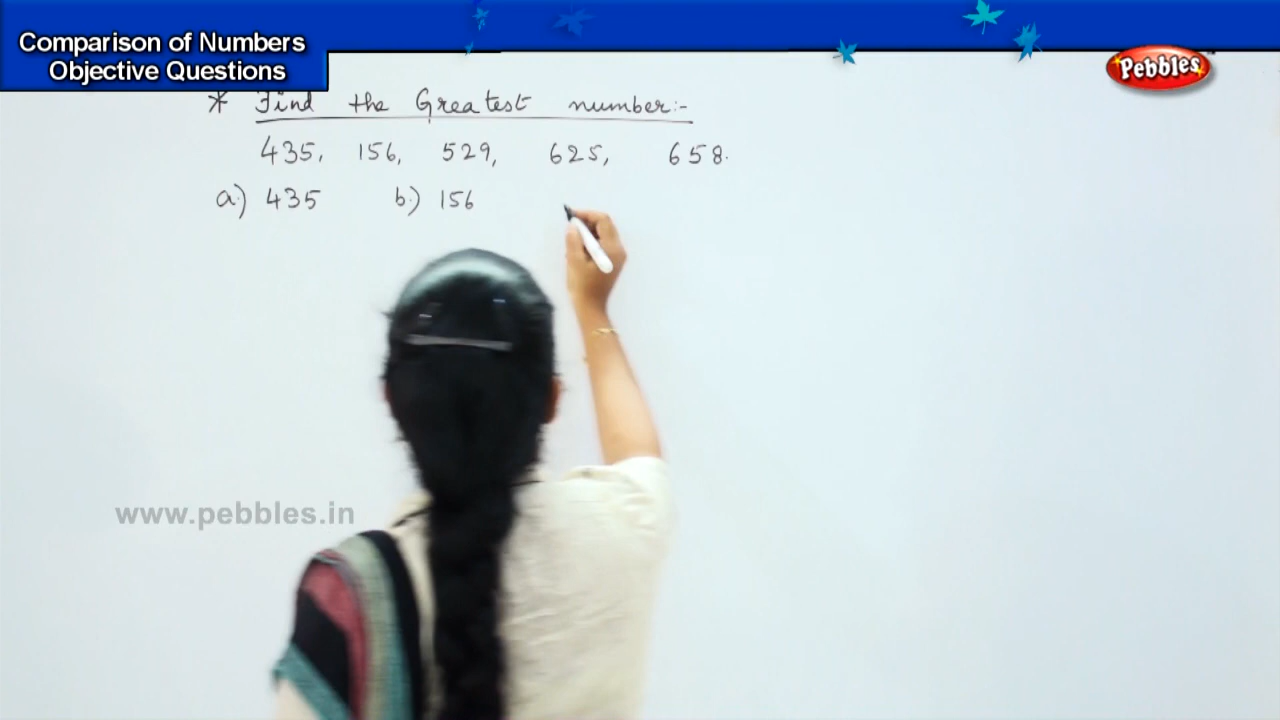 Comparison of Numbers
Objective Questions
Pebbles
* Find the Greatest number:-
435, 156, 529, 625, 658.
a.) 435 b.) 156
www.pebbles.in